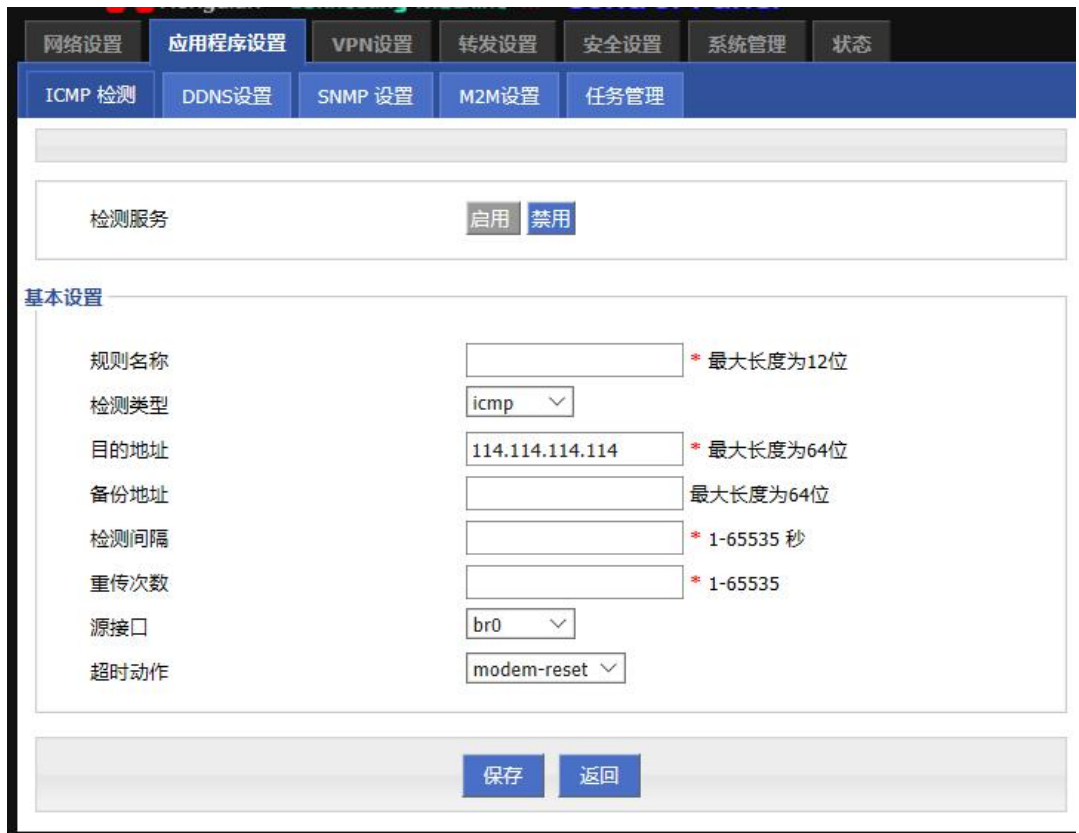 网络设置 应用程序设置 VPN设置 转发设置 安全设置 系统管理 状态
ICMP 检测 DDNS设置 SNMP 设置 M2M设置 任务管理
检测服务 启用 禁用
基本设置
规则名称 * 最大长度为12位
检测类型 icmp
目的地址 114.114.114.114 * 最大长度为64位
备份地址 最大长度为64位
检测间隔 * 1-65535 秒
重传次数 * 1-65535
源接口 br0
超时动作 modem-reset
保存 返回